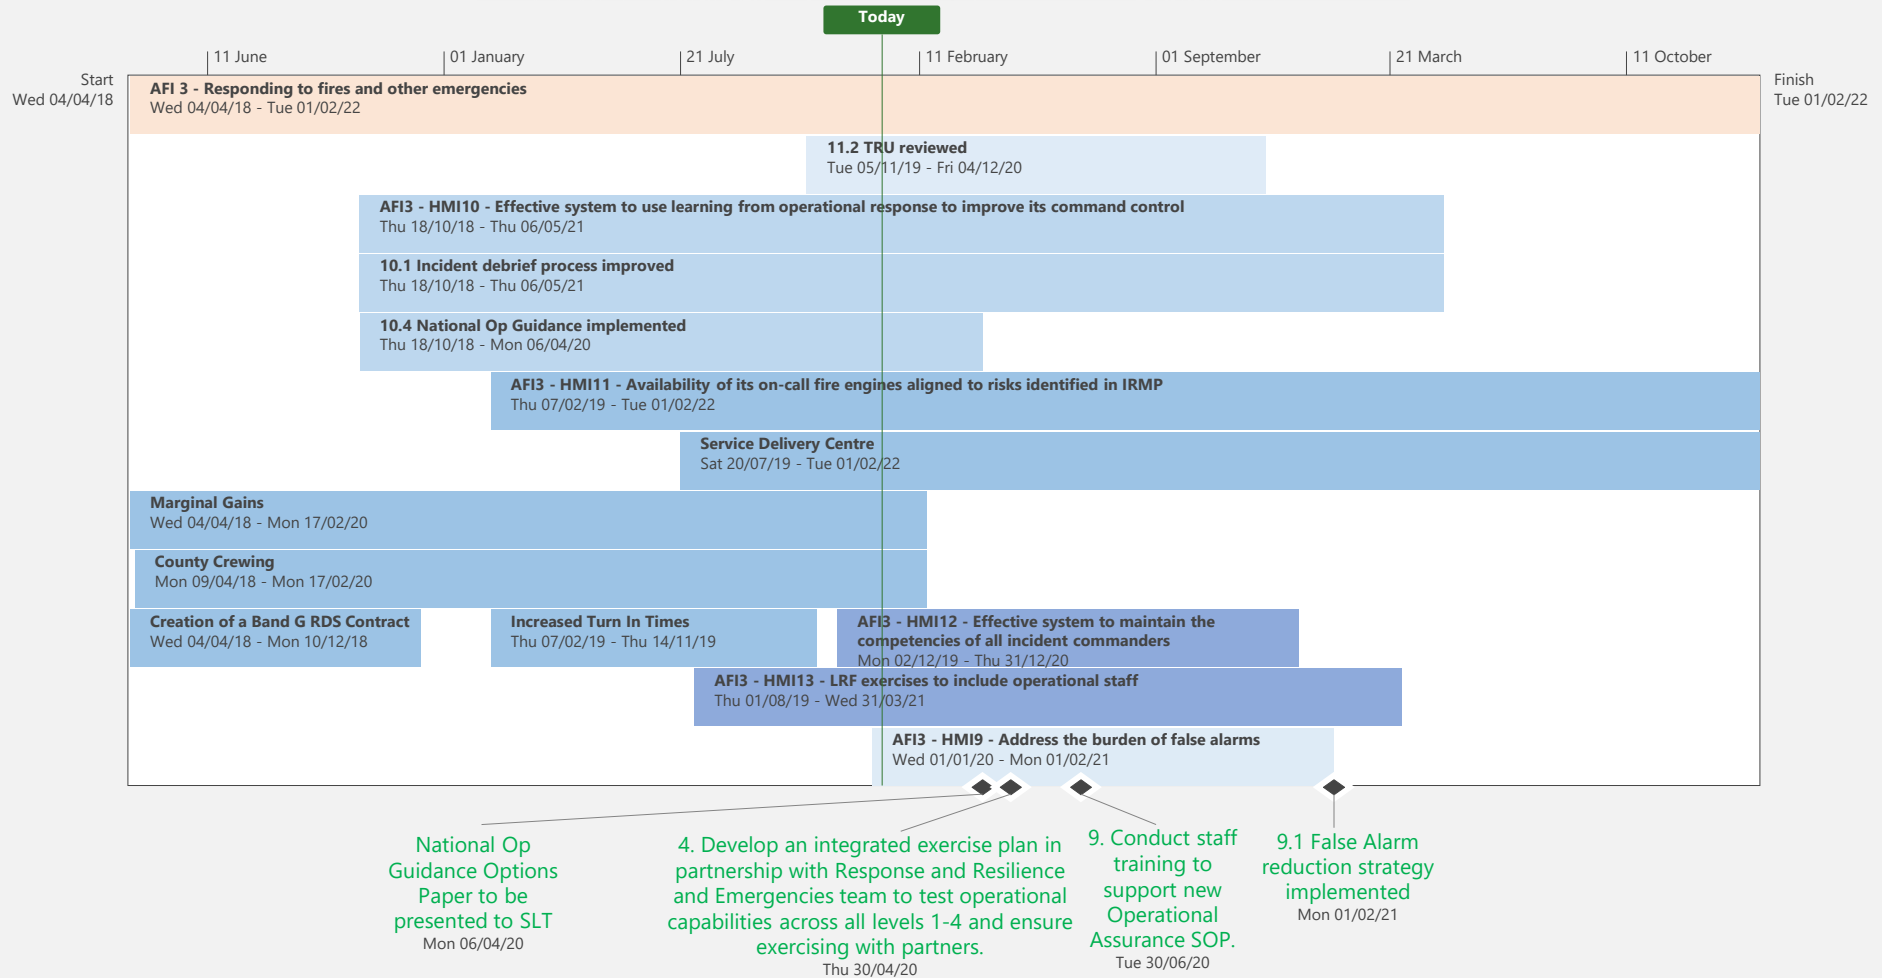 Today
11 June
01 January
21 July
11 February
01 September
21 March
11 October
Start
Wed 04/04/18
Finish
Tue 01/02/22
AFI 3 - Responding to fires and other emergencies
Wed 04/04/18 - Tue 01/02/22
11.2 TRU reviewed
Tue 05/11/19 - Fri 04/12/20
AFI3 - HMI10 - Effective system to use learning from operational response to improve its command control
Thu 18/10/18 - Thu 06/05/21
10.1 Incident debrief process improved
Thu 18/10/18 - Thu 06/05/21
10.4 National Op Guidance implemented
Thu 18/10/18 - Mon 06/04/20
AFI3 - HMI11 - Availability of its on-call fire engines aligned to risks identified in IRMP
Thu 07/02/19 - Tue 01/02/22
Service Delivery Centre
Sat 20/07/19 - Tue 01/02/22
Marginal Gains
Wed 04/04/18 - Mon 17/02/20
County Crewing
Mon 09/04/18 - Mon 17/02/20
Creation of a Band G RDS Contract
Wed 04/04/18 - Mon 10/12/18
Increased Turn In Times
Thu 07/02/19 - Thu 14/11/19
AFI3 - HMI12 - Effective system to maintain the
competencies of all incident commanders
Mon 02/12/19 - Thu 31/12/20
AFI3 - HMI13 - LRF exercises to include operational staff
Thu 01/08/19 - Wed 31/03/21
AFI3 - HMI9 - Address the burden of false alarms
Wed 01/01/20 - Mon 01/02/21
National Op
Guidance Options
Paper to be
presented to SLT
Mon 06/04/20
4. Develop an integrated exercise plan in
partnership with Response and Resilience
and Emergencies team to test operational
capabilities across all levels 1-4 and ensure
exercising with partners.
Thu 30/04/20
9. Conduct staff
training to
support new
Operational
Assurance SOP.
Tue 30/06/20
9.1 False Alarm
reduction strategy
implemented
Mon 01/02/21